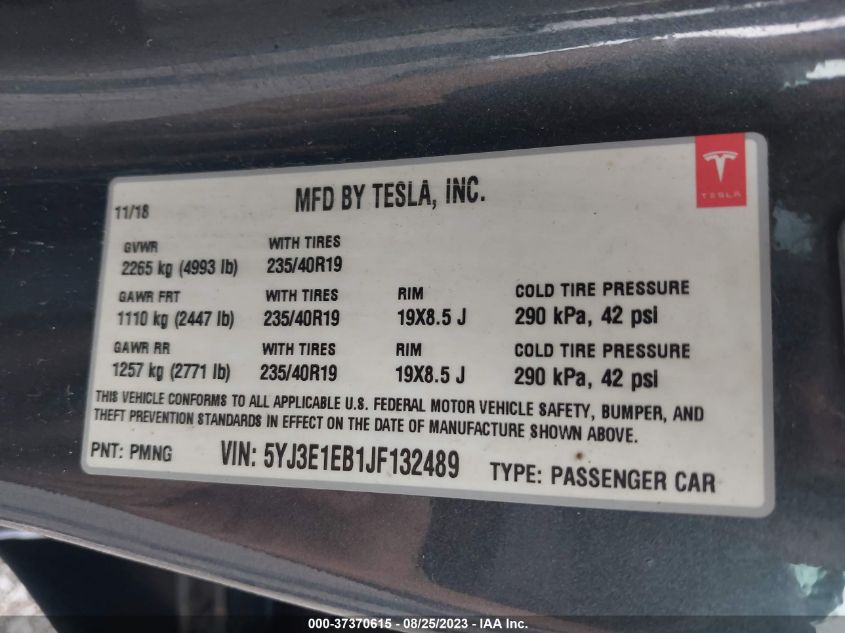 11/18 MFD BY TESLA, INC. TESLA
GVWR WITH TIRES
2265 kg (4993 lb) 235/40R19
GAWR FRT WITH TIRES RIM COLD TIRE PRESSURE
1110 kg (2447 lb) 235/40R19 19X8.5 J 290 kPa, 42 psi
GAWR RR WITH TIRES RIM COLD TIRE PRESSURE
1257 kg (2771 lb) 235/40R19 19X8.5 J 290 kPa, 42 psi
THIS VEHICLE CONFORMS TO ALL APPLICABLE U.S. FEDERAL MOTOR VEHICLE SAFETY, BUMPER, AND
THEFT PREVENTION STANDARDS IN EFFECT ON THE DATE OF MANUFACTURE SHOWN ABOVE.
PNT: PMNG VIN: 5YJ3E1EB1JF132489 TYPE: PASSENGER CAR
000-37370615 - 08/25/2023 - Copyright © 2023 IAA, Inc.